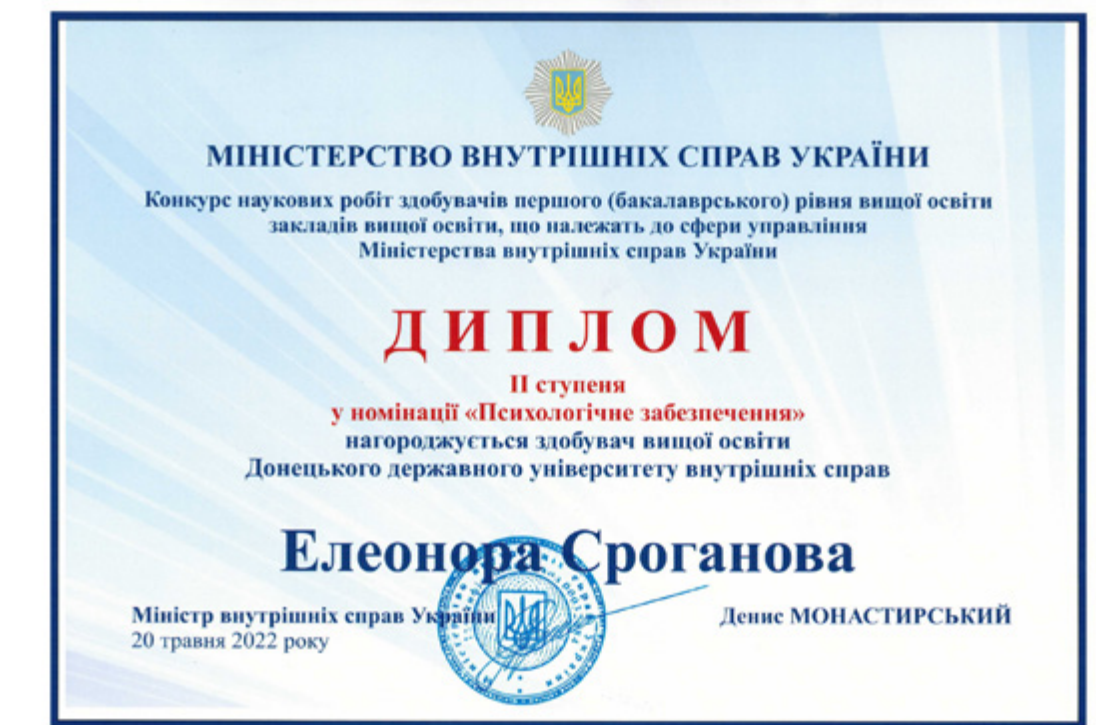 МІНІСТЕРСТВО ВНУТРІШНІХ СПРАВ УКРАЇНИ
Конкурс наукових робіт здобувачів першого (бакалаврського) рівня вищої освіти
закладів вищої освіти, що належать до сфери управління
Міністерства внутрішніх справ України
ДИПЛОМ
ІІ ступеня
у номінації «Психологічне забезпечення»
нагороджується здобувач вищої освіти
Донецького державного університету внутрішніх справ
Елеонора Сроганова
Міністр внутрішніх справ України
Денис МОНАСТИРСЬКИЙ
20 травня 2022 року